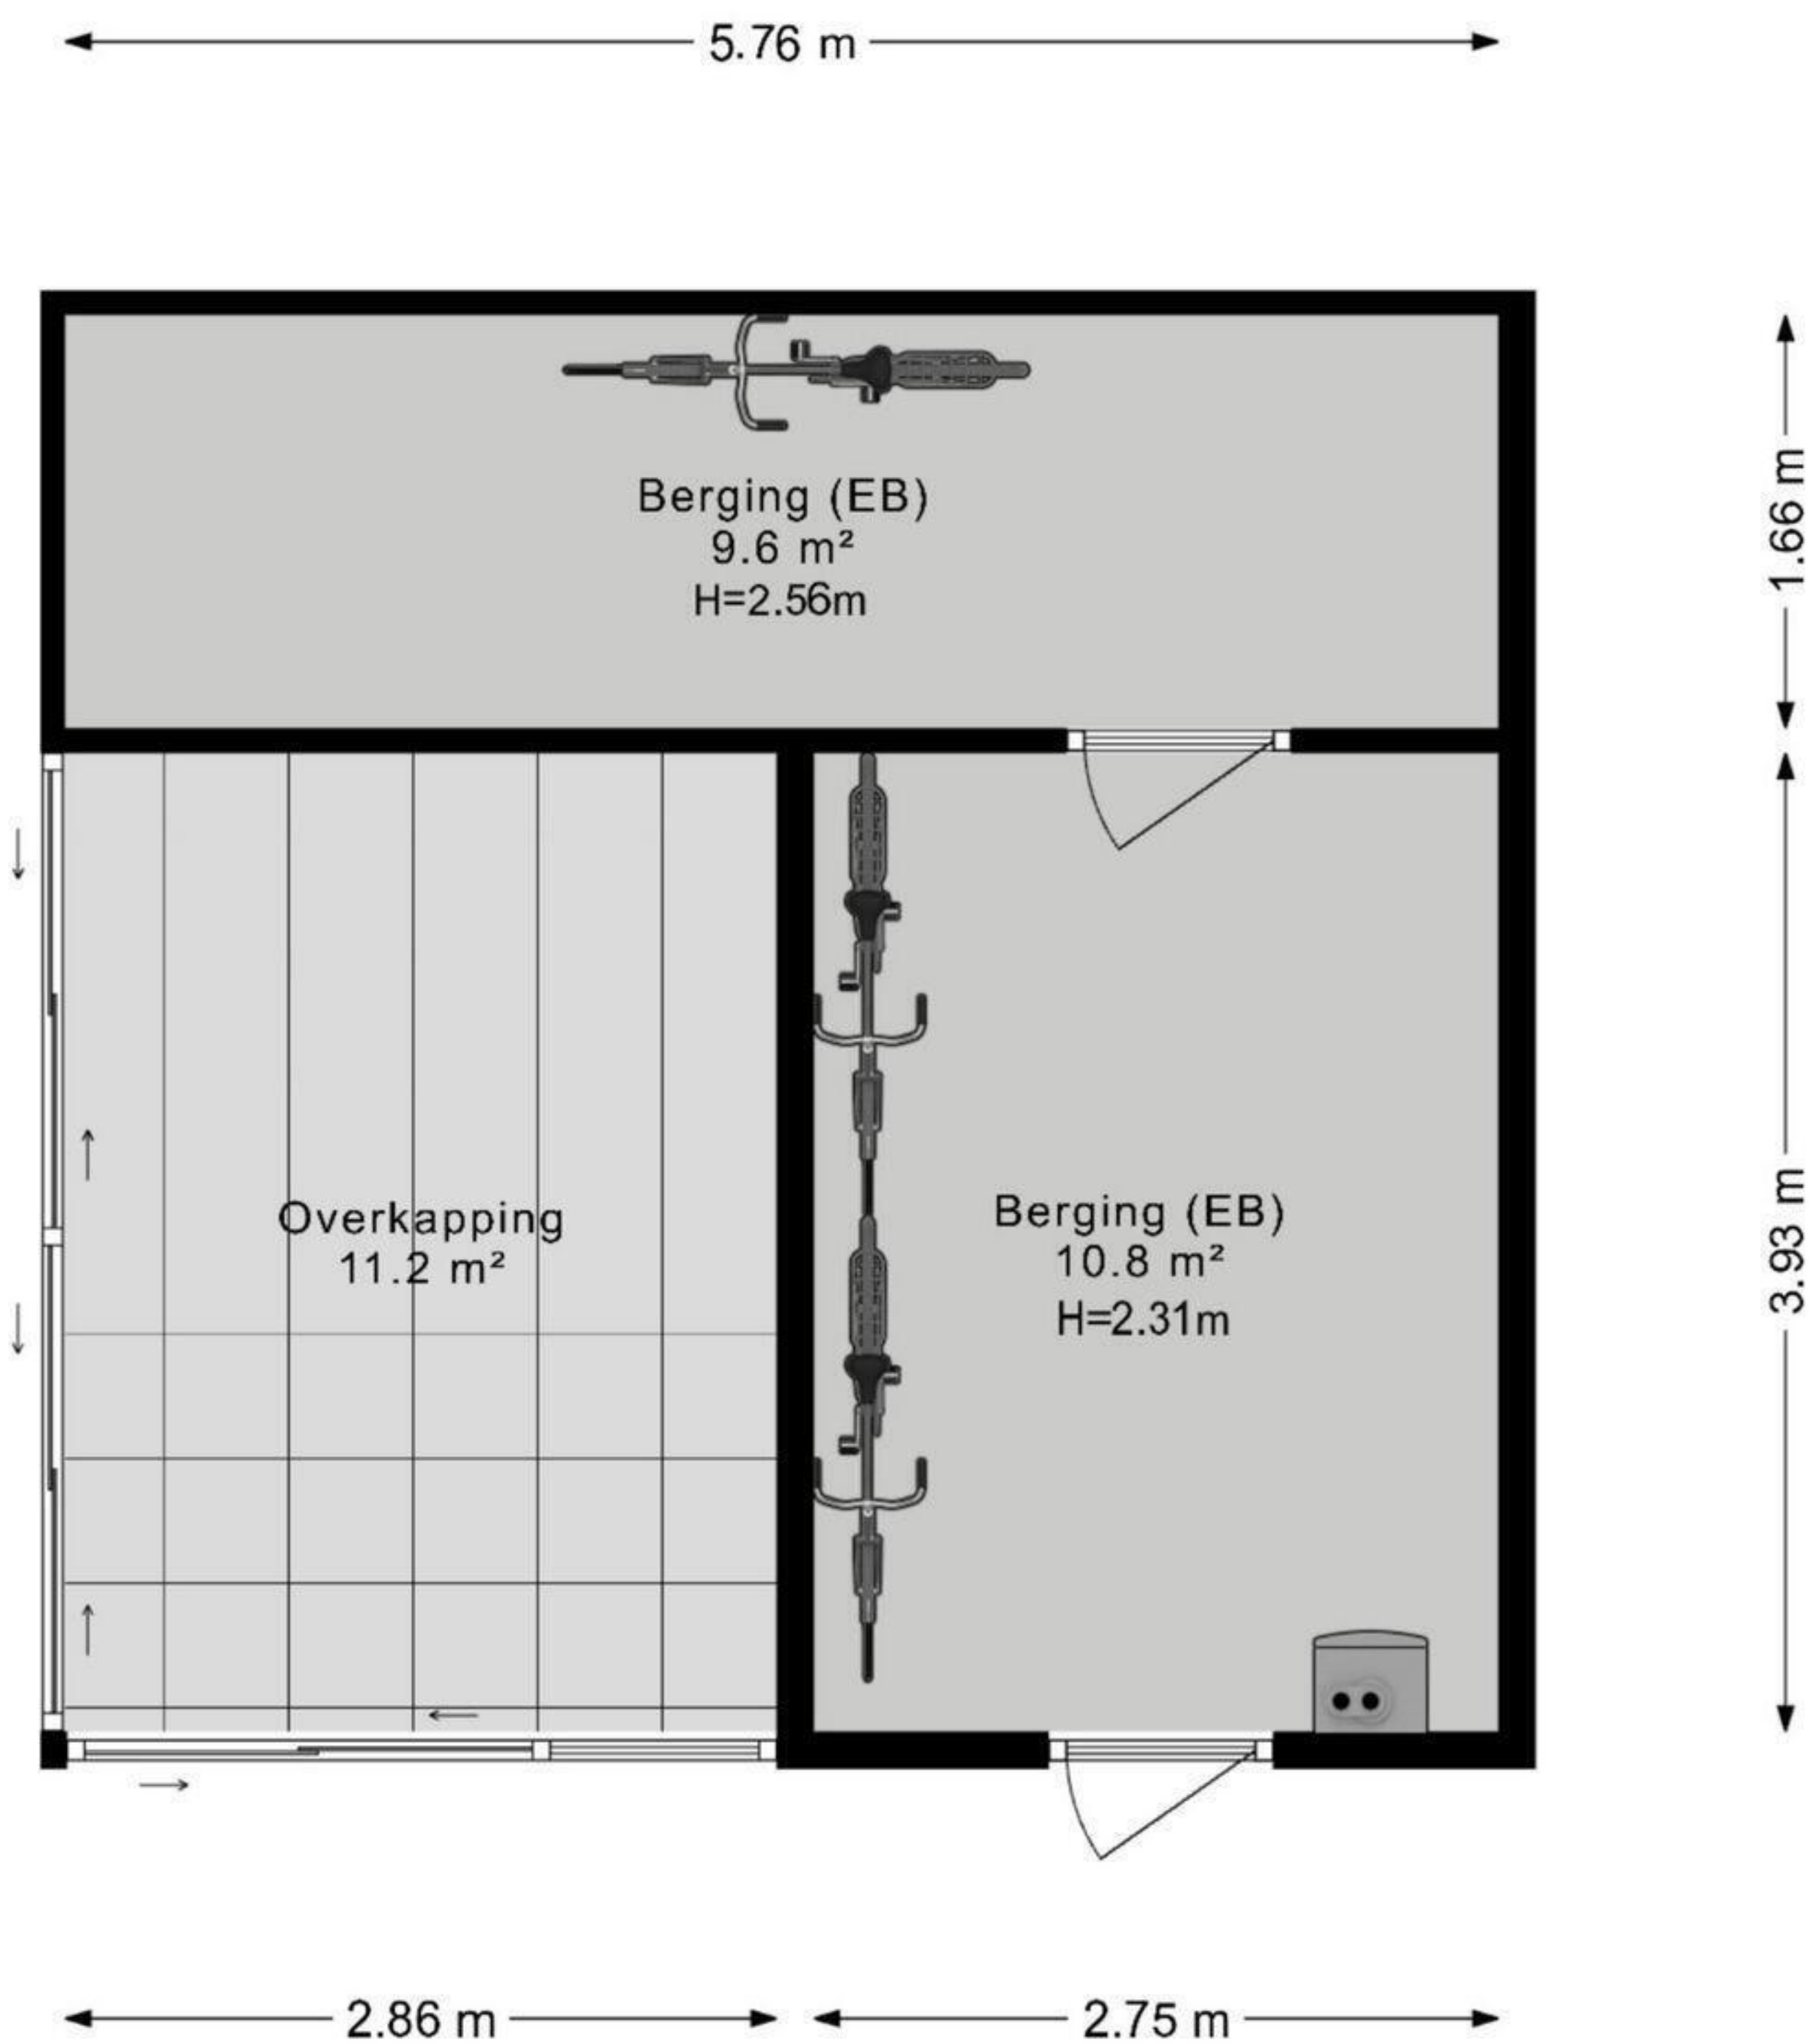 5.76 m
Berging (EB)
9.6 m²
H=2.56m
1.66 m
Overkapping
11.2 m²
Berging (EB)
10.8 m²
H=2.31m
3.93 m
2.86 m
2.75 m